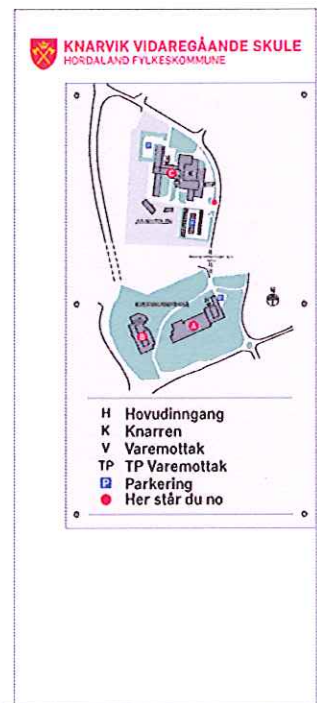 KNARVIK VIDAREGÅANDE SKULE
HORDALAND FYLKESKOMMUNE
P
C
K
N
P
A
B
H Hovudinngang
K Knarren
V Varemottak
TP TP Varemottak
P Parkering
Her står du no